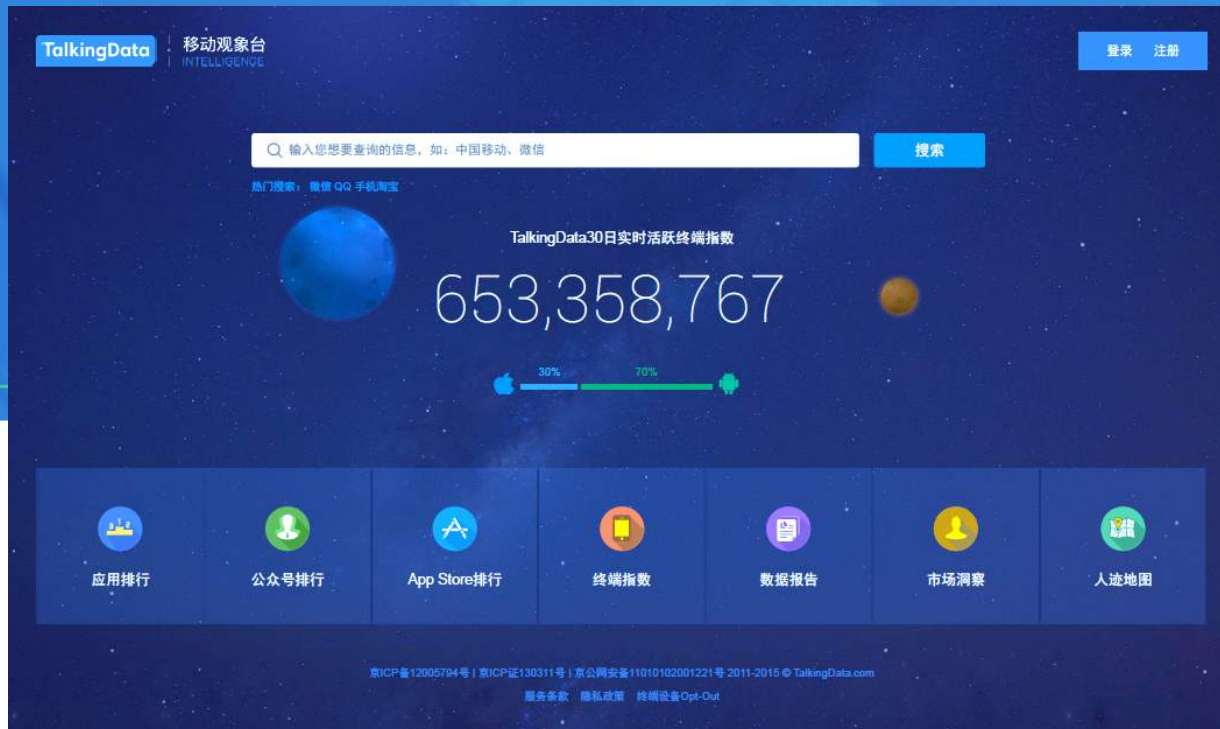 TalkingData 移动观象台
INTELLIGENCE
登录 注册
输入您想要查询的信息，如：中国移动、微信
搜索
热门搜索： 微信 QQ 手机淘宝
TalkingData30日实时活跃终端指数
653,358,767
30% 70%
应用排行 公众号排行 App Store排行 终端指数 数据报告 市场洞察 人迹地图
京ICP备12005794号 | 京ICP证130311号 | 京公网安备11010102001221号 2011-2015 © TalkingData.com
服务条款 隐私政策 终端设备Opt-Out